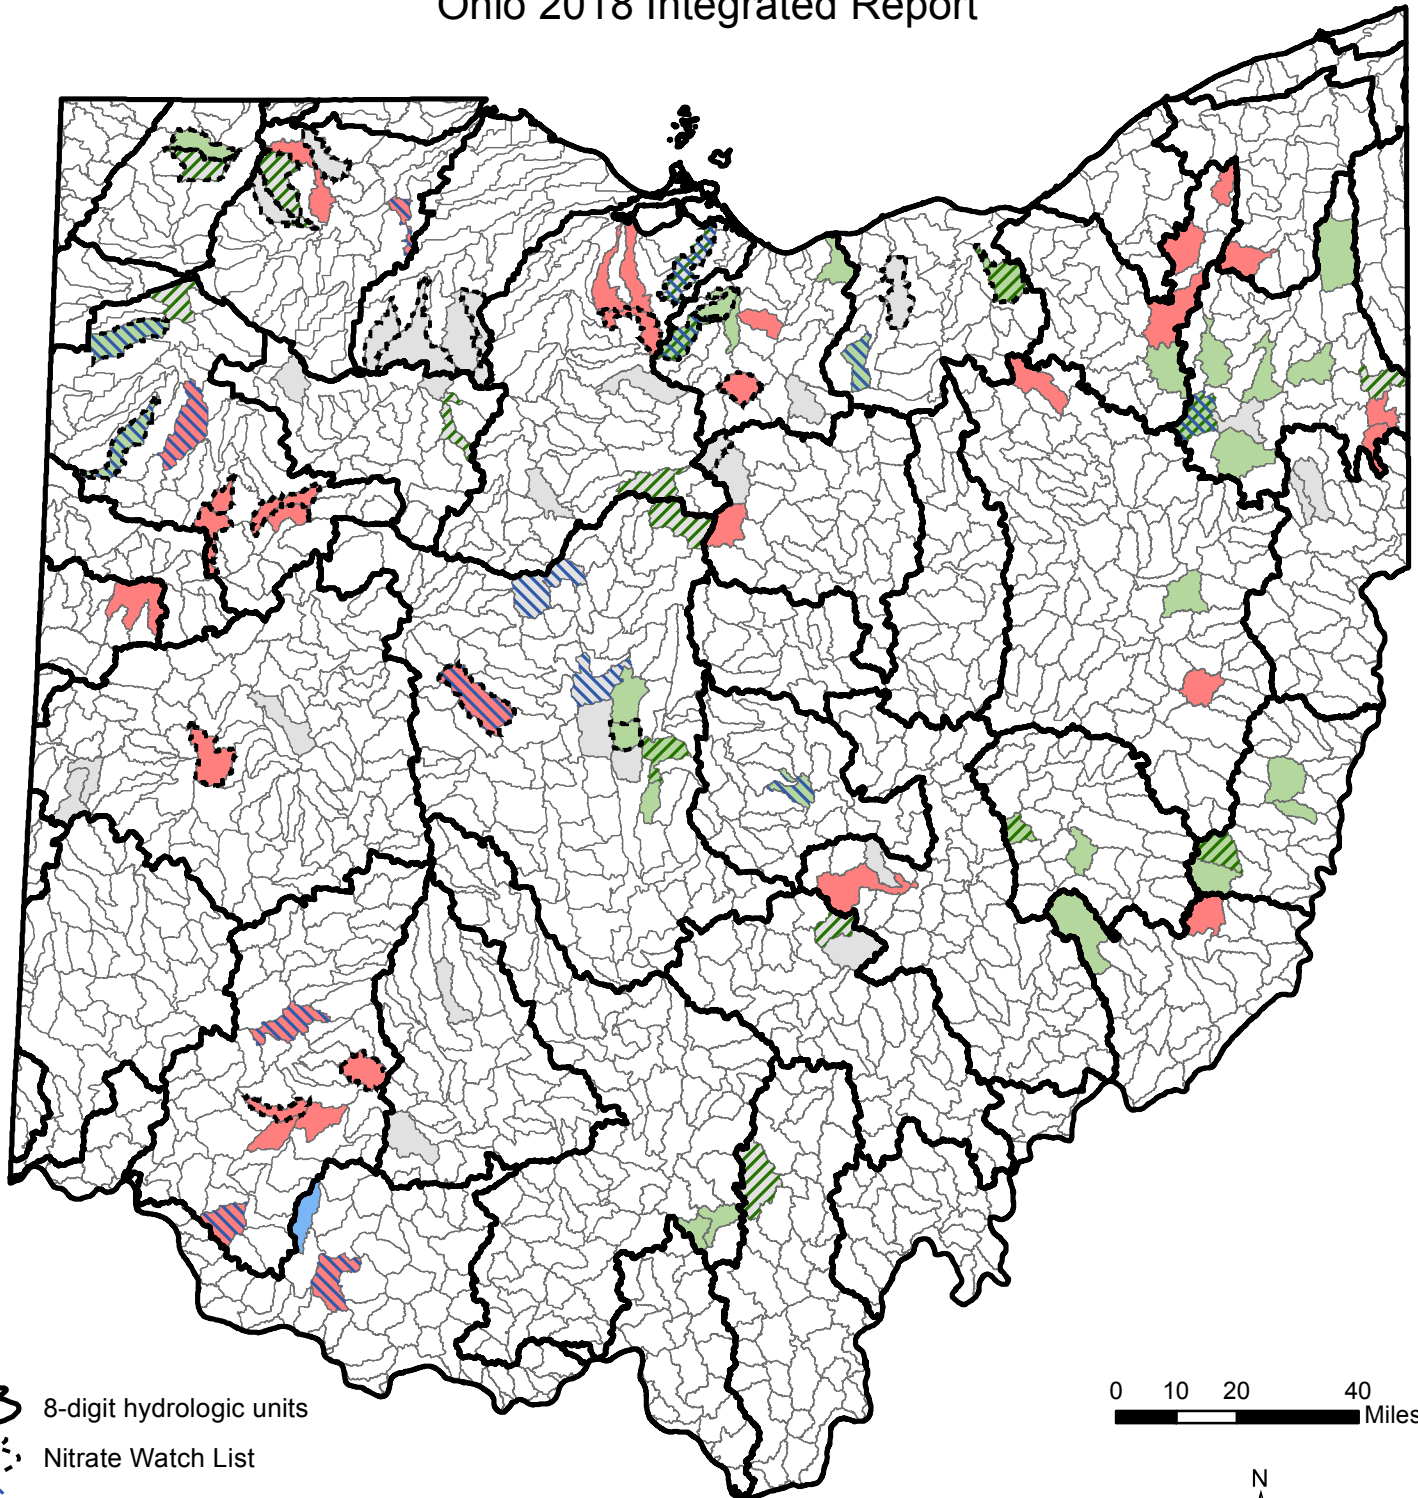 Ohio 2018 Integrated Report
8-digit hydrologic units
Nitrate Watch List
0 10 20 40
Miles
N